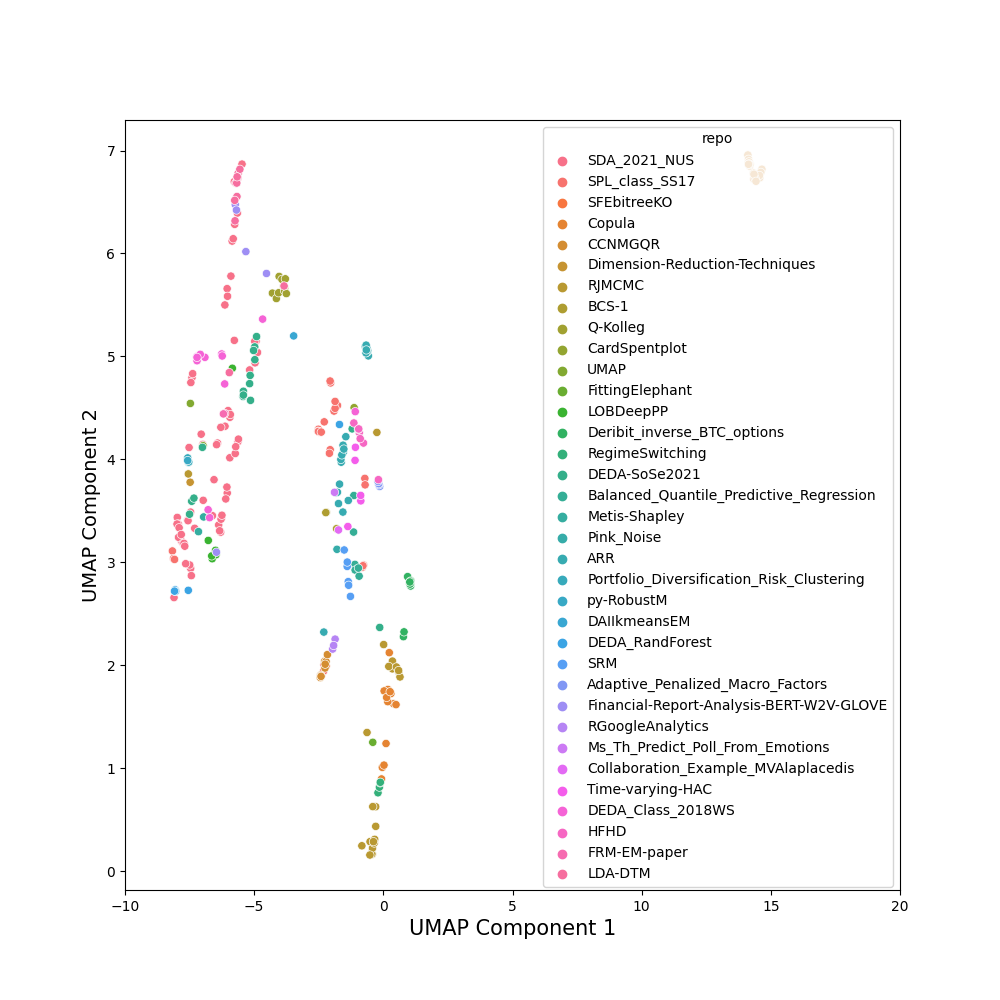 repo
SDA_2021_NUS
SPL_class_SS17
SFEbitreeKO
Copula
CCNMGQR
Dimension-Reduction-Techniques
RJMCMC
BCS-1
Q-Kolleg
CardSpentplot
UMAP
FittingElephant
LOBDeepPP
Deribit_inverse_BTC_options
RegimeSwitching
DEDA-SoSe2021
Balanced_Quantile_Predictive_Regression
Metis-Shapley
Pink_Noise
ARR
Portfolio_Diversification_Risk_Clustering
py-RobustM
DAIIkmeansEM
DEDA_RandForest
SRM
Adaptive_Penalized_Macro_Factors
Financial-Report-Analysis-BERT-W2V-GLOVE
RGoogleAnalytics
Ms_Th_Predict_Poll_From_Emotions
Collaboration_Example_MVAlaplacedis
Time-varying-HAC
DEDA_Class_2018WS
HFHD
FRM-EM-paper
LDA-DTM
7
6
5
4
3
2
1
0
UMAP Component 2
−10 −5 0 5 10 15 20
UMAP Component 1